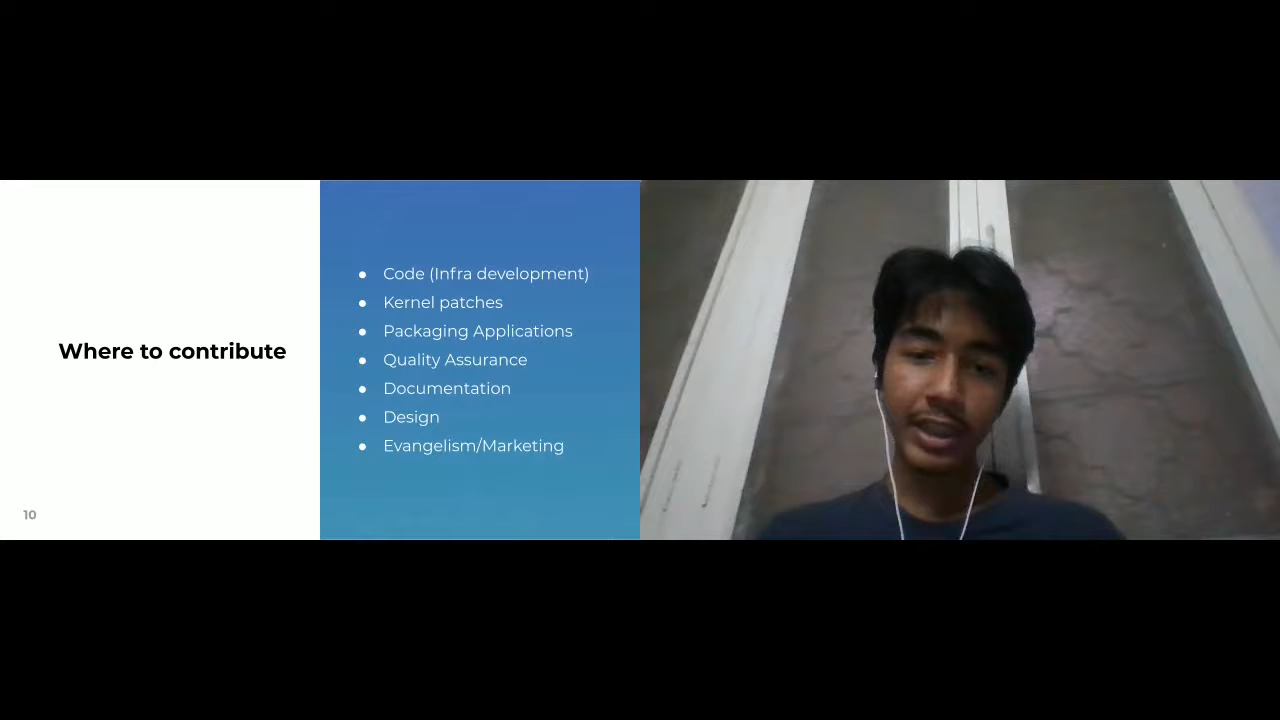 Where to contribute
● Code (Infra development)
● Kernel patches
● Packaging Applications
● Quality Assurance
● Documentation
● Design
● Evangelism/Marketing
10